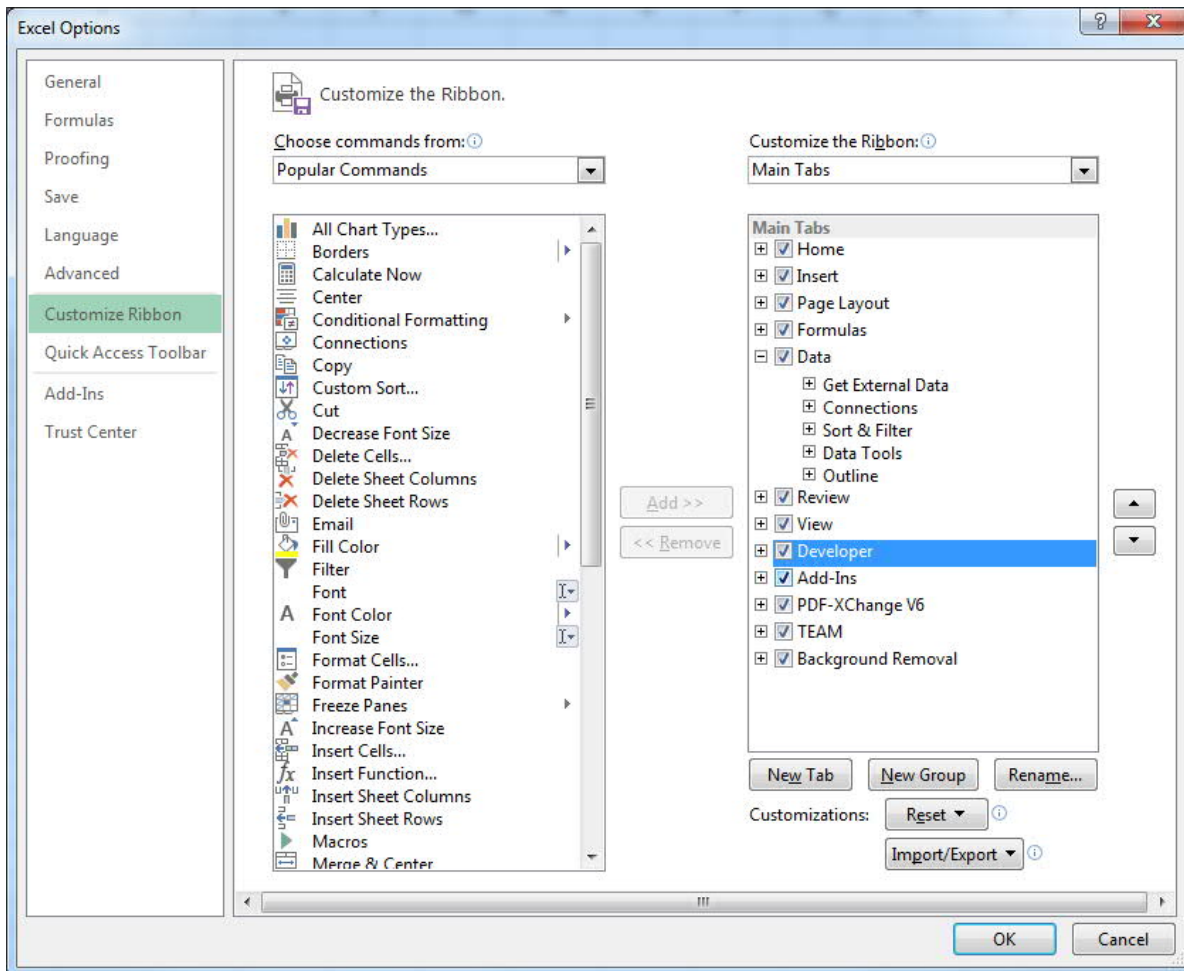 Excel Options
General
Formulas
Proofing
Save
Language
Advanced
Customize Ribbon
Quick Access Toolbar
Add-Ins
Trust Center
Customize the Ribbon.
Choose commands from:
Popular Commands
All Chart Types...
Borders
Calculate Now
Center
Conditional Formatting
Connections
Copy
Custom Sort...
Cut
Decrease Font Size
Delete Cells...
Delete Sheet Columns
Delete Sheet Rows
Email
Fill Color
Filter
Font
Font Color
Font Size
Format Cells...
Format Painter
Freeze Panes
Increase Font Size
Insert Cells...
Insert Function...
Insert Sheet Columns
Insert Sheet Rows
Macros
Merge & Center
Add >>
<< Remove
Customize the Ribbon:
Main Tabs
Main Tabs
Home
Insert
Page Layout
Formulas
Data
Get External Data
Connections
Sort & Filter
Data Tools
Outline
Review
View
Developer
Add-Ins
PDF-XChange V6
TEAM
Background Removal
New Tab New Group Rename...
Customizations: Reset
Import/Export
OK Cancel